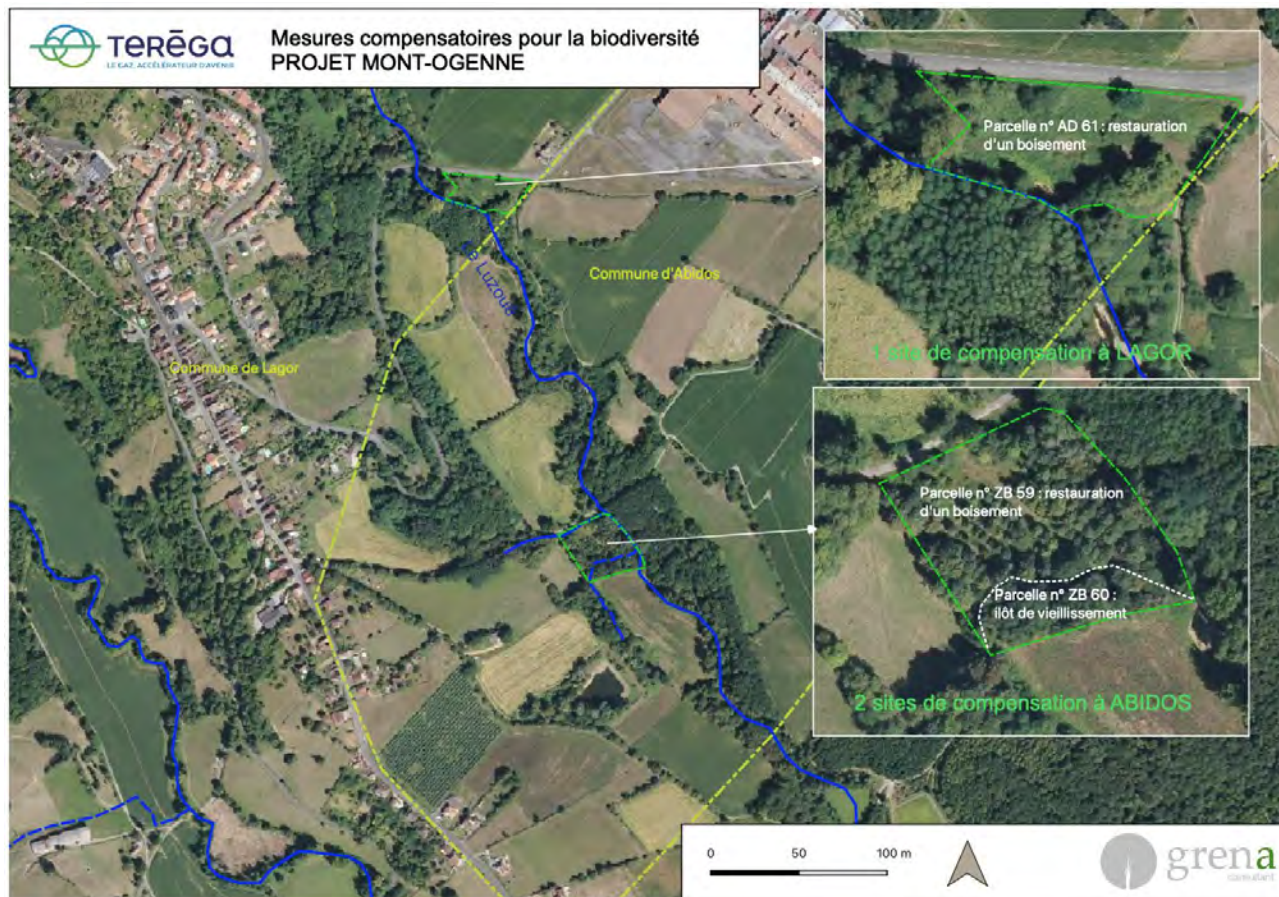 TERĒGA
LE GAZ, ACCÉLÉRATEUR D'AVENIR
Mesures compensatoires pour la biodiversité
PROJET MONT-OGENNE
Parcelle n° AD 61 : restauration
d'un boisement
1 site de compensation à LAGOR
Commune d'Abidos
Le Luzoué
Commune de Lagor
Parcelle n° ZB 59 : restauration
d'un boisement
Parcelle n° ZB 60 :
ilôt de vieillissement
2 sites de compensation à ABIDOS
0 50 100 m
grena
consultant